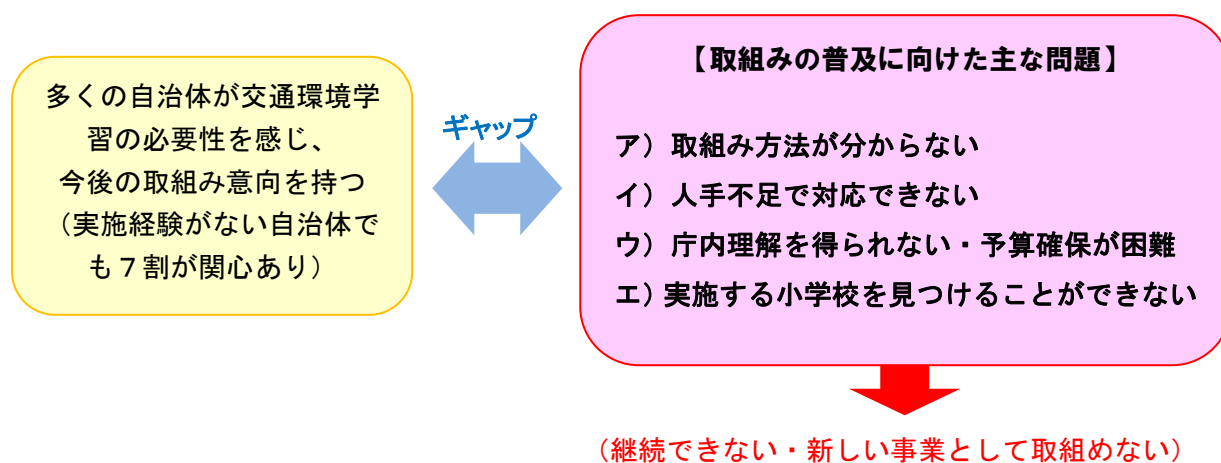 多くの自治体が交通環境学
習の必要性を感じ、
今後の取組み意向を持つ
（実施経験がない自治体で
も７割が関心あり）
ギャップ
【取組みの普及に向けた主な問題】
ア）取組み方法が分からない
イ）人手不足で対応できない
ウ）庁内理解を得られない・予算確保が困難
エ）実施する小学校を見つけることができない
（継続できない・新しい事業として取組めない）